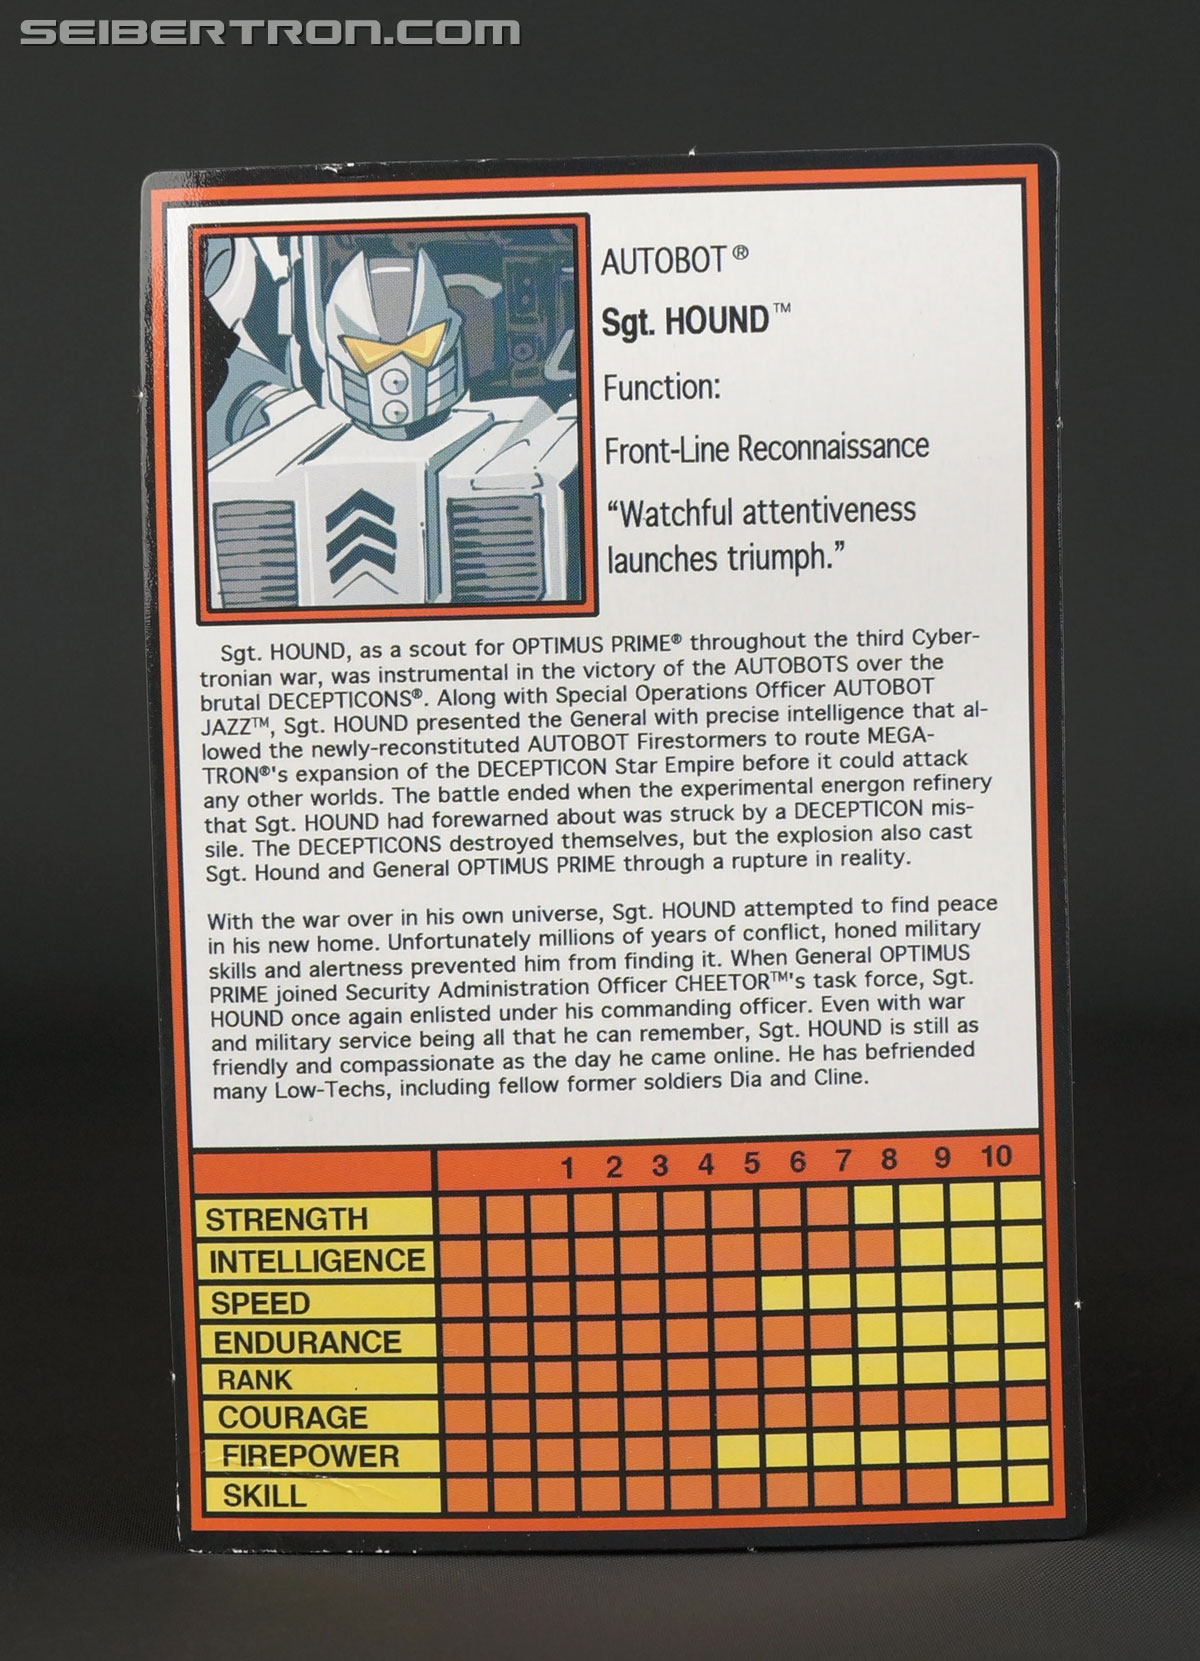 SEIBERTRON.com
AUTOBOT®
Sgt. HOUND™
Function:
Front-Line Reconnaissance
“Watchful attentiveness
launches triumph.”
Sgt. HOUND, as a scout for OPTIMUS PRIME® throughout the third Cyber-
tronian war, was instrumental in the victory of the AUTOBOTS over the
brutal DECEPTICONS®. Along with Special Operations Officer AUTOBOT
JAZZ™, Sgt. HOUND presented the General with precise intelligence that al-
lowed the newly-reconstituted AUTOBOT Firestormers to route MEGA-
TRON®'s expansion of the DECEPTICON Star Empire before it could attack
any other worlds. The battle ended when the experimental energon refinery
that Sgt. HOUND had forewarned about was struck by a DECEPTICON mis-
sile. The DECEPTICONS destroyed themselves, but the explosion also cast
Sgt. Hound and General OPTIMUS PRIME through a rupture in reality.
With the war over in his own universe, Sgt. HOUND attempted to find peace
in his new home. Unfortunately millions of years of conflict, honed military
skills and alertness prevented him from finding it. When General OPTIMUS
PRIME joined Security Administration Officer CHEETOR™'s task force, Sgt.
HOUND once again enlisted under his commanding officer. Even with war
and military service being all that he can remember, Sgt. HOUND is still as
friendly and compassionate as the day he came online. He has befriended
many Low-Techs, including fellow former soldiers Dia and Cline.
1 2 3 4 5 6 7 8 9 10
STRENGTH
INTELLIGENCE
SPEED
ENDURANCE
RANK
COURAGE
FIREPOWER
SKILL